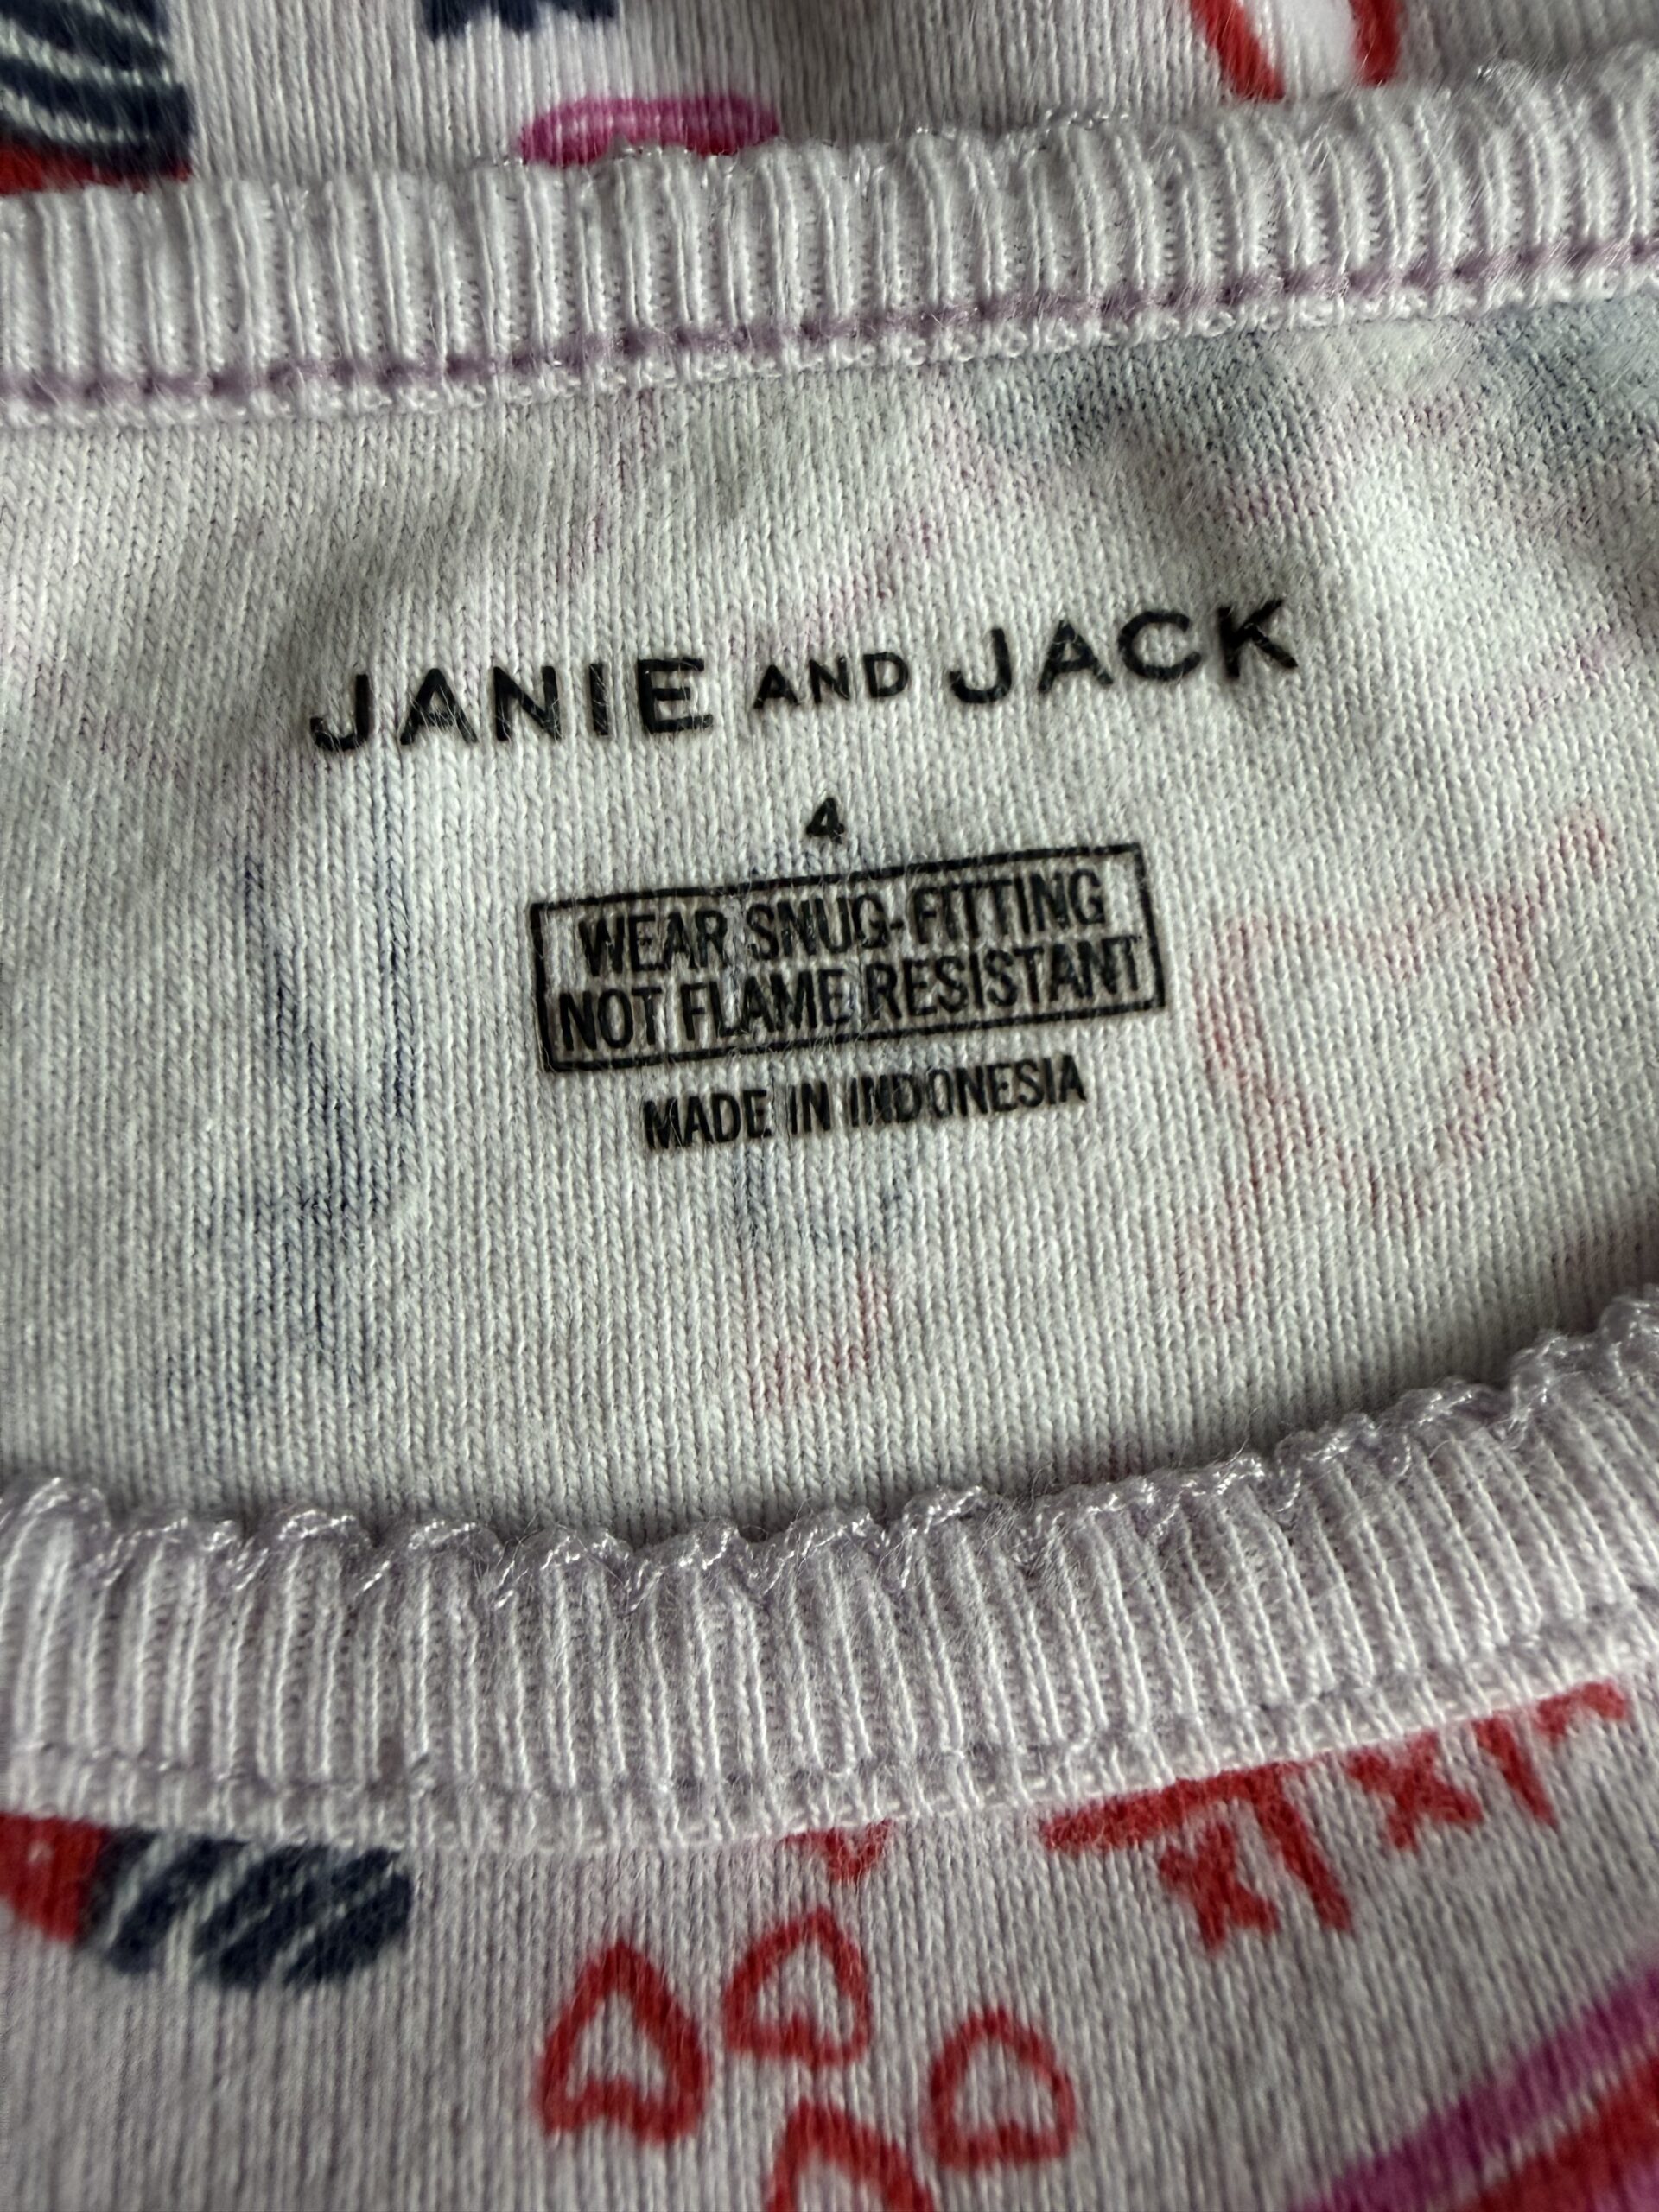 JANIE AND JACK
4
WEAR SNUG-FITTING
NOT FLAME RESISTANT
MADE IN INDONESIA